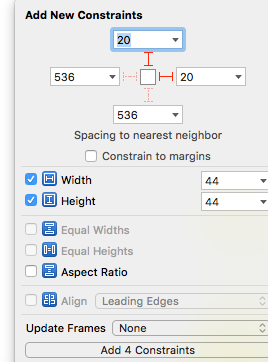 Add New Constraints
20
536
20
536
Spacing to nearest neighbor
Constrain to margins
Width 44
Height 44
Equal Widths
Equal Heights
Aspect Ratio
Align Leading Edges
Update Frames None
Add 4 Constraints